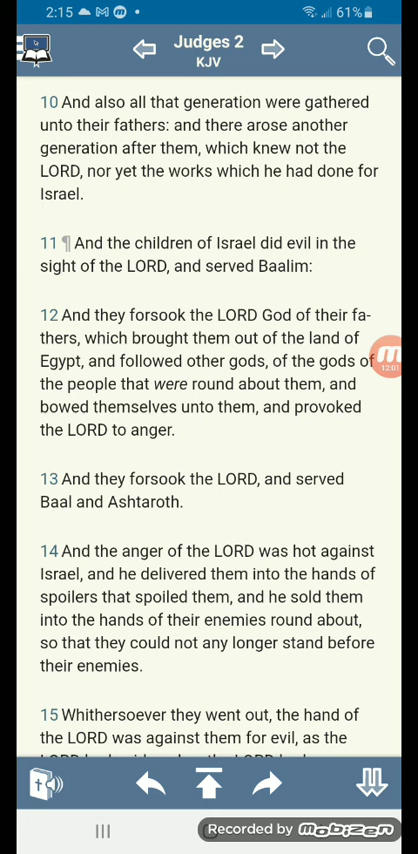 2:15 61%
Judges 2
KJV
10 And also all that generation were gathered
unto their fathers: and there arose another
generation after them, which knew not the
LORD, nor yet the works which he had done for
Israel.
11 ¶ And the children of Israel did evil in the
sight of the LORD, and served Baalim:
12 And they forsook the LORD God of their fa-
thers, which brought them out of the land of
Egypt, and followed other gods, of the gods of
the people that were round about them, and
bowed themselves unto them, and provoked
the LORD to anger.
12:01
13 And they forsook the LORD, and served
Baal and Ashtaroth.
14 And the anger of the LORD was hot against
Israel, and he delivered them into the hands of
spoilers that spoiled them, and he sold them
into the hands of their enemies round about,
so that they could not any longer stand before
their enemies.
15 Whithersoever they went out, the hand of
the LORD was against them for evil, as the
Recorded by mobizen